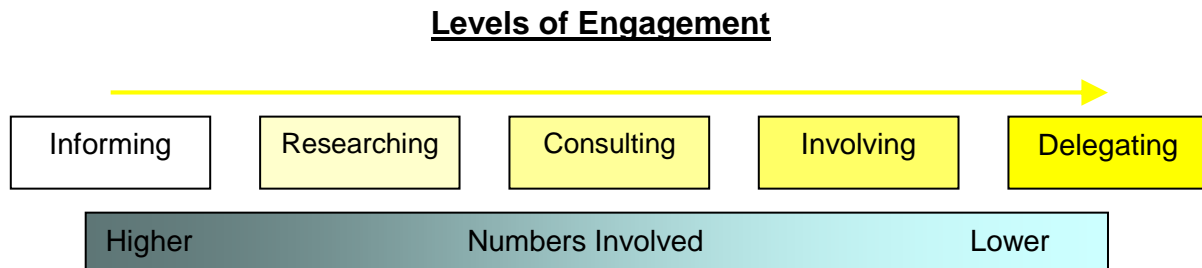 Levels of Engagement
Informing Researching Consulting Involving Delegating
Higher Numbers Involved Lower